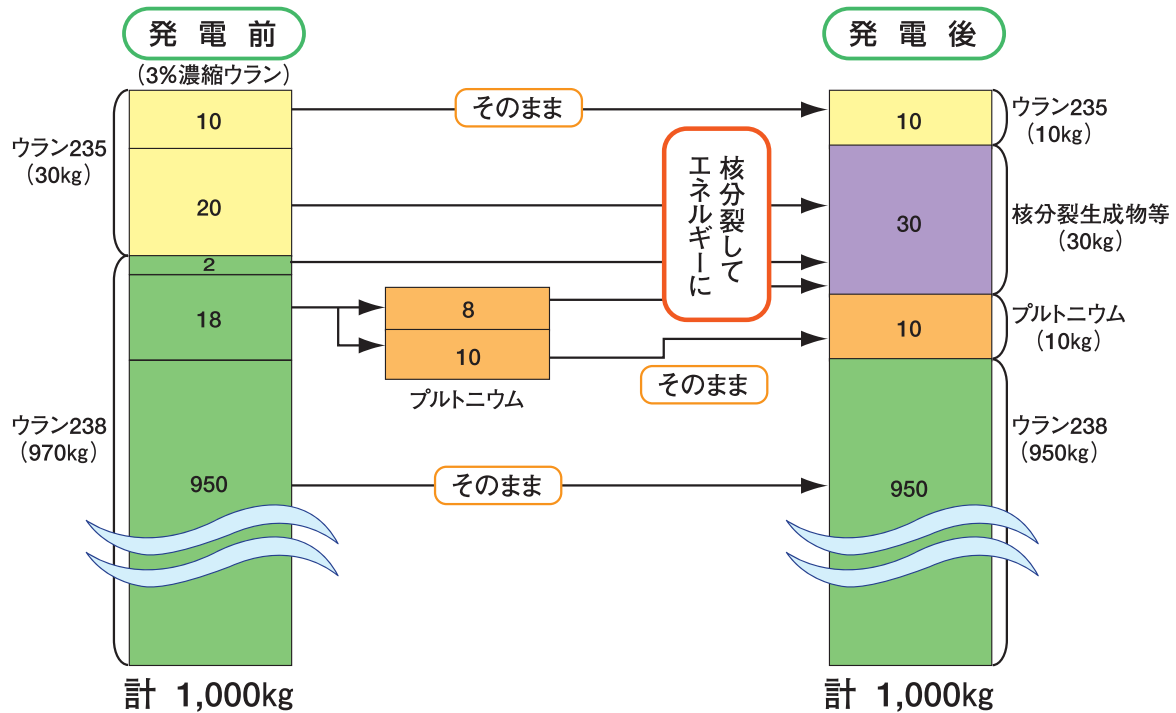 発電前
(3%濃縮ウラン)
ウラン235
(30kg)
10
20
2
18
950
ウラン238
(970kg)
計 1,000kg
そのまま
核分裂して
エネルギーに
8
10
プルトニウム
そのまま
そのまま
発電後
10
30
10
950
ウラン235
(10kg)
核分裂生成物等
(30kg)
プルトニウム
(10kg)
ウラン238
(950kg)
計 1,000kg